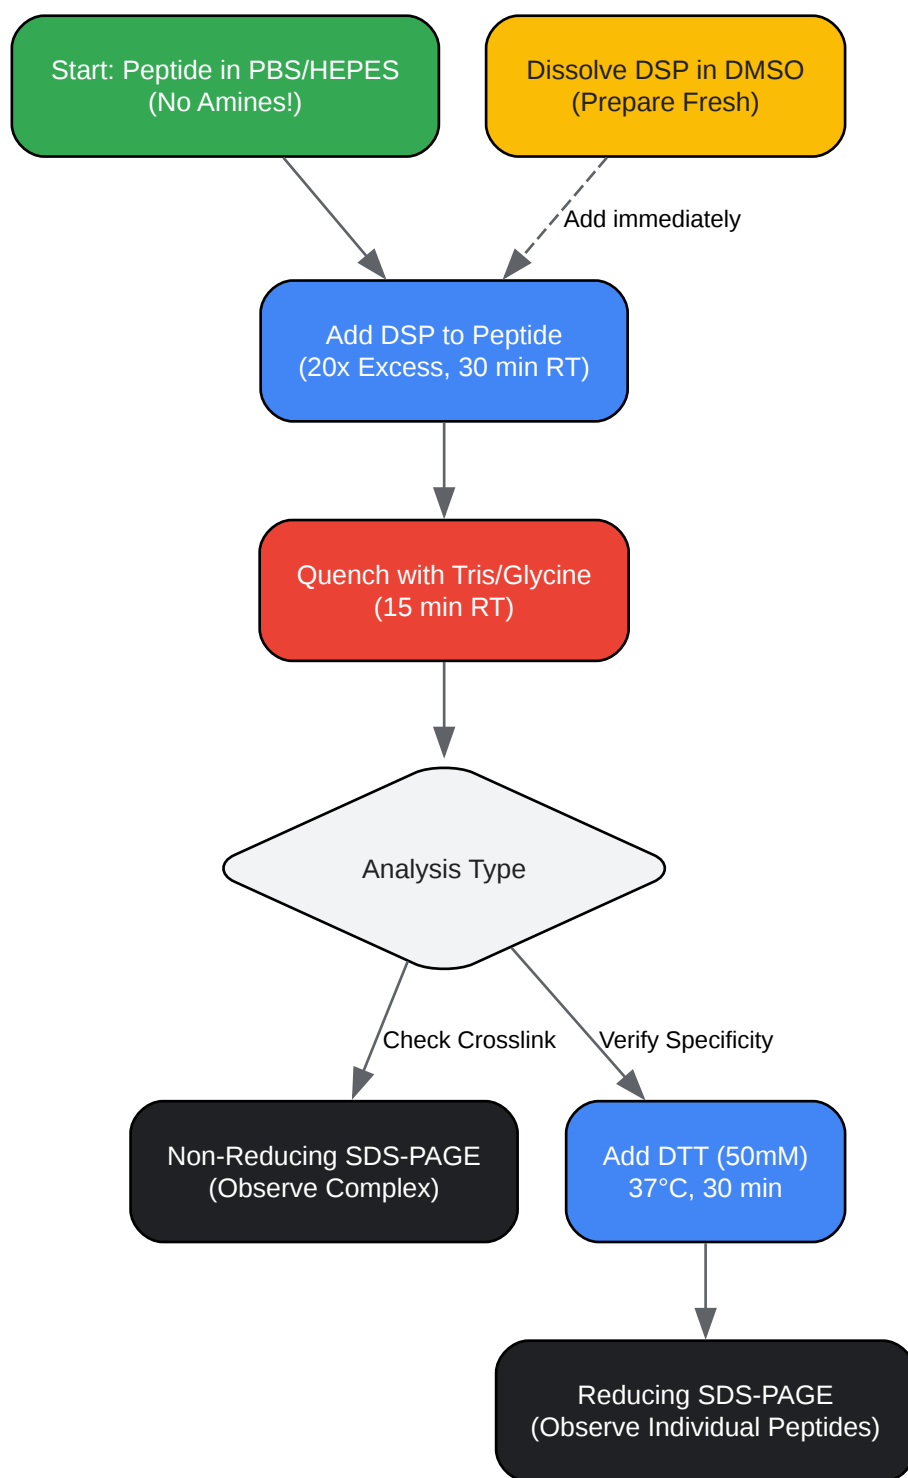 Start: Peptide in PBS/HEPES
(No Amines!)
Dissolve DSP in DMSO
(Prepare Fresh)
Add immediately
Add DSP to Peptide
(20x Excess, 30 min RT)
Quench with Tris/Glycine
(15 min RT)
Analysis Type
Check Crosslink
Verify Specificity
Non-Reducing SDS-PAGE
(Observe Complex)
Add DTT (50mM)
37°C, 30 min
Reducing SDS-PAGE
(Observe Individual Peptides)